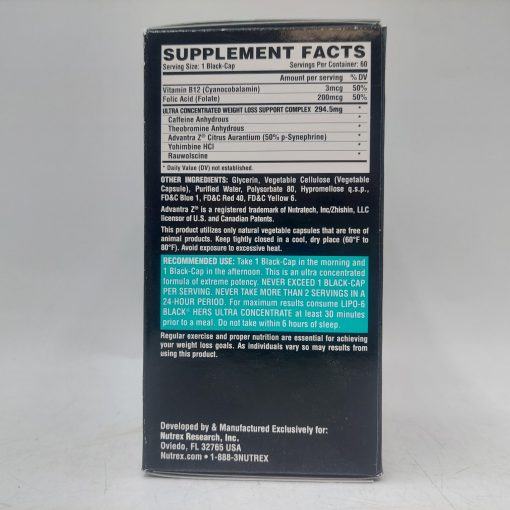 SUPPLEMENT FACTS
Serving Size: 1 Black-Cap Servings Per Container: 60
Amount per serving % DV
Vitamin B12 (Cyanocobalamin) 3mcg 50%
Folic Acid (Folate) 200mcg 50%
ULTRA CONCENTRATED WEIGHT LOSS SUPPORT COMPLEX 294.5mg *
Caffeine Anhydrous *
Theobromine Anhydrous *
Advantra Z® Citrus Aurantium (50% p-Synephrine) *
Yohimbine HCl *
Rauwolscine *
* Daily Value (DV) not established.
OTHER INGREDIENTS: Glycerin, Vegetable Cellulose (Vegetable
Capsule), Purified Water, Polysorbate 80, Hypromellose q.s.p.,
FD&C Blue 1, FD&C Red 40, FD&C Yellow 6.
Advantra Z® is a registered trademark of Nutratech, Inc/Zhishin, LLC
licensor of U.S. and Canadian Patents.
This product utilizes only natural vegetable capsules that are free of
animal products. Keep tightly closed in a cool, dry place (60°F to
80°F). Avoid exposure to excessive heat.
RECOMMENDED USE: Take 1 Black-Cap in the morning and
1 Black-Cap in the afternoon. This is an ultra concentrated
formula of extreme potency. NEVER EXCEED 1 BLACK-CAP
PER SERVING. NEVER TAKE MORE THAN 2 SERVINGS IN A
24-HOUR PERIOD. For maximum results consume LIPO-6
BLACK® HERS ULTRA CONCENTRATE at least 30 minutes
prior to a meal. Do not take within 6 hours of sleep.
Regular exercise and proper nutrition are essential for achieving
your weight loss goals. As individuals vary so may results from
using this product.
Developed by & Manufactured Exclusively for:
Nutrex Research, Inc.
Oviedo, FL 32765 USA
Nutrex.com • 1-888-3NUTREX